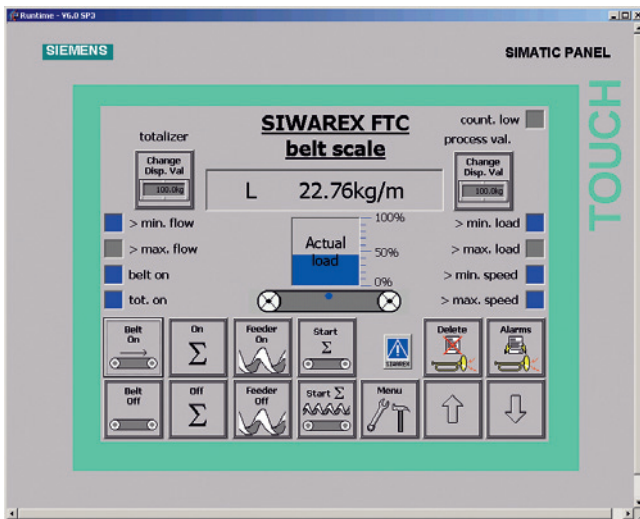 Runtime - V6.0 SP3
SIEMENS
SIMATIC PANEL
TOUCH
SIWAREX FTC
belt scale
totalizer
count. low
process val.
Change
Disp. Val
100.0kg
Change
Disp. Val
100.0kg
L 22.76kg/m
> min. flow
> max. flow
belt on
tot. on
100%
50%
0%
Actual
load
> min. load
> max. load
> min. speed
> max. speed
Belt
On
On
Σ
Feeder
On
Start
Σ
SIWAREX
Delete
Alarms
Belt
Off
Off
Σ
Feeder
Off
Start Σ
Menu